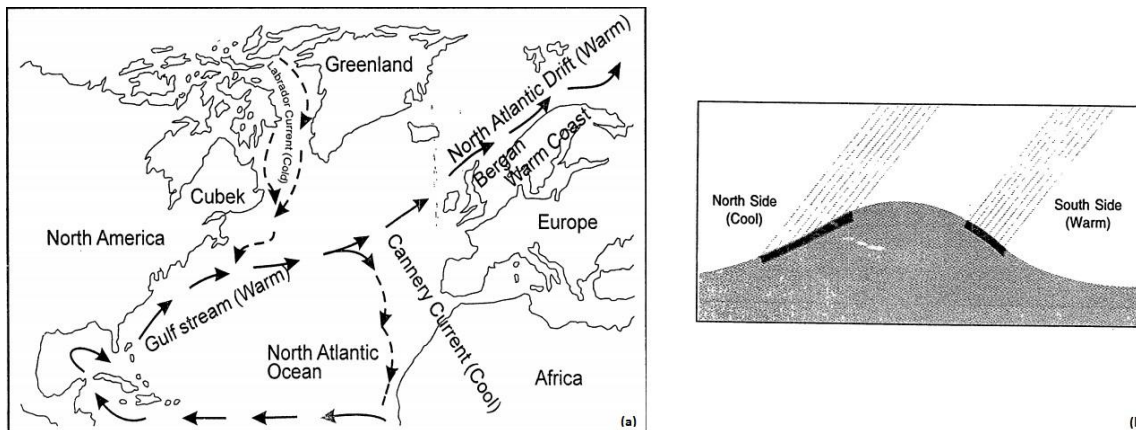 Greenland
Labrador Current (Cold)
North Atlantic Drift (Warm)
Bergan
Warm Coast
Cubek
North America
Europe
Gulf stream (Warm)
Cannery Current (Cool)
North Atlantic
Ocean
Africa
(a)
North Side
(Cool)
South Side
(Warm)